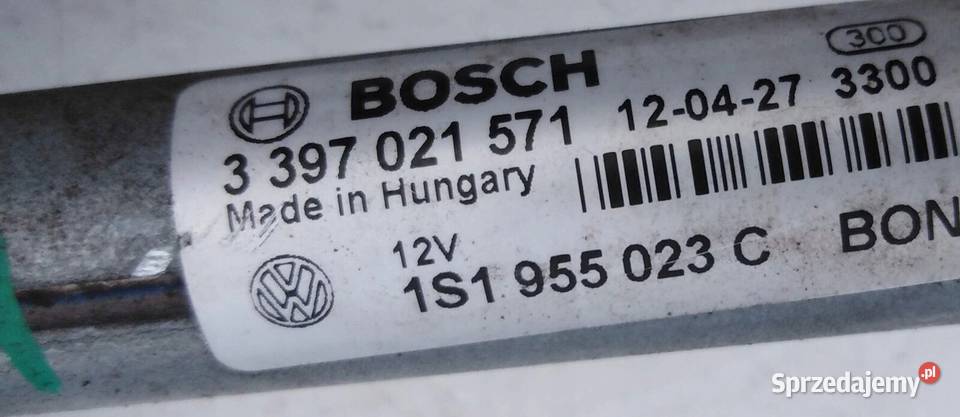 300
BOSCH
3 397 021 571 12-04-27 3300
Made in Hungary
12V
1S1 955 023 C BON
Sprzedajemy.pl